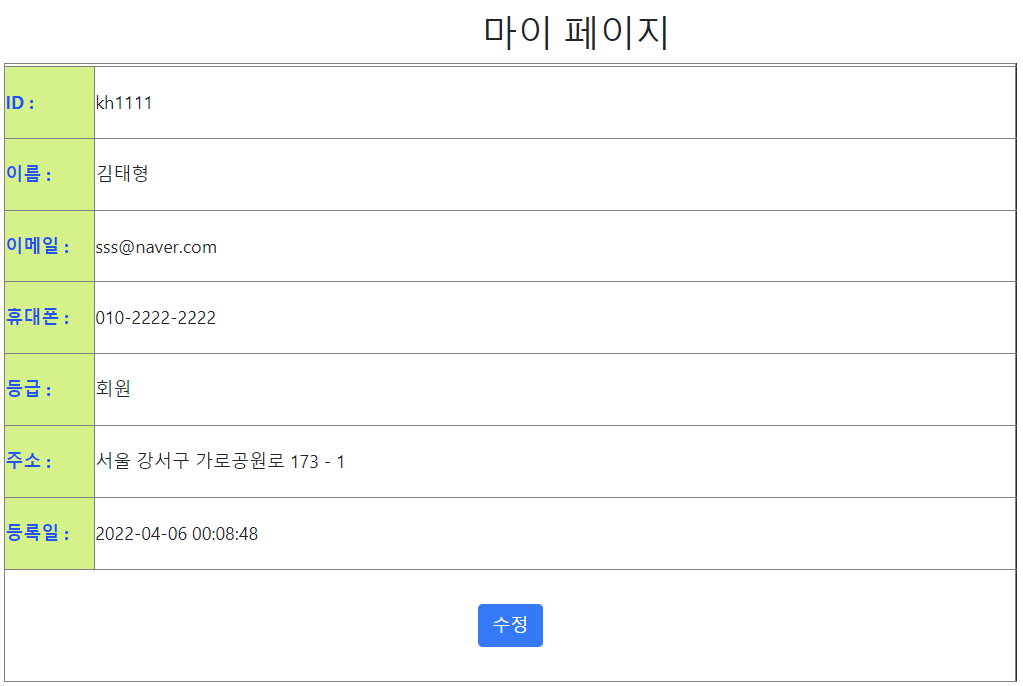 마이 페이지
ID : kh1111
이름 : 김태형
이메일 : sss@naver.com
휴대폰 : 010-2222-2222
등급 : 회원
주소 : 서울 강서구 가로공원로 173 - 1
등록일 : 2022-04-06 00:08:48
수정